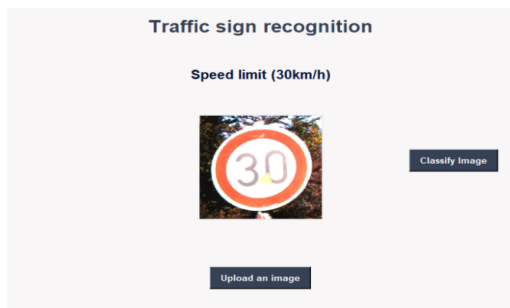 Traffic sign recognition
Speed limit (30km/h)
30
Classify Image
Upload an image